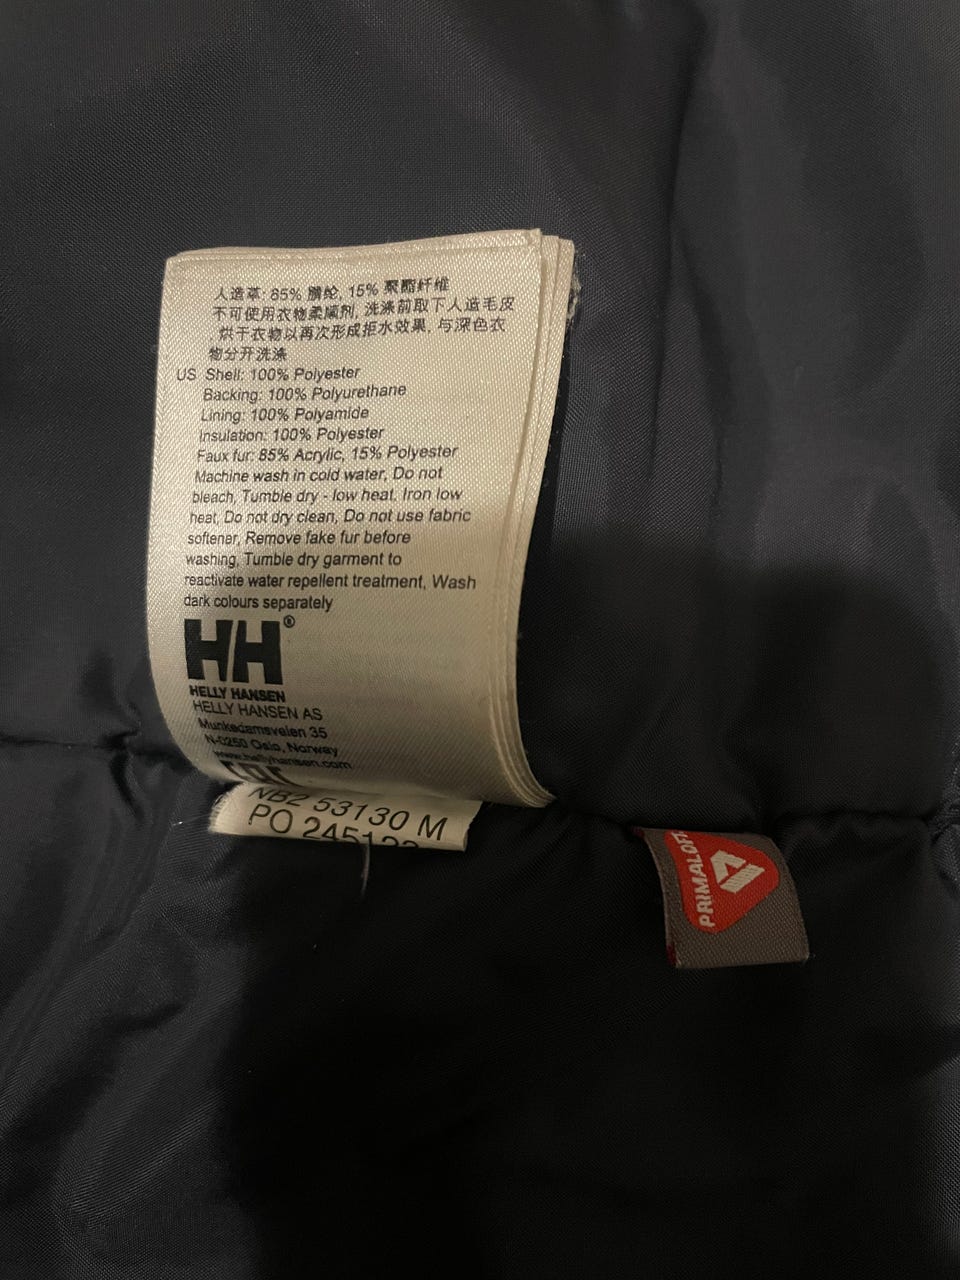 人造革: 85% 腈纶, 15% 聚酯纤维
不可使用衣物柔顺剂, 洗涤前取下人造毛皮
烘干衣物以再次形成拒水效果, 与深色衣
物分开洗涤
US Shell: 100% Polyester
Backing: 100% Polyurethane
Lining: 100% Polyamide
Insulation: 100% Polyester
Faux fur: 85% Acrylic, 15% Polyester
Machine wash in cold water, Do not
bleach, Tumble dry - low heat, Iron low
heat, Do not dry clean, Do not use fabric
softener, Remove fake fur before
washing, Tumble dry garment to
reactivate water repellent treatment, Wash
dark colours separately
HH®
HELLY HANSEN
HELLY HANSEN AS
Munkedamsveien 35
N-0250 Oslo, Norway
www.hellyhansen.com
NB2 53130 M
PO 245122
PRIMALOFT